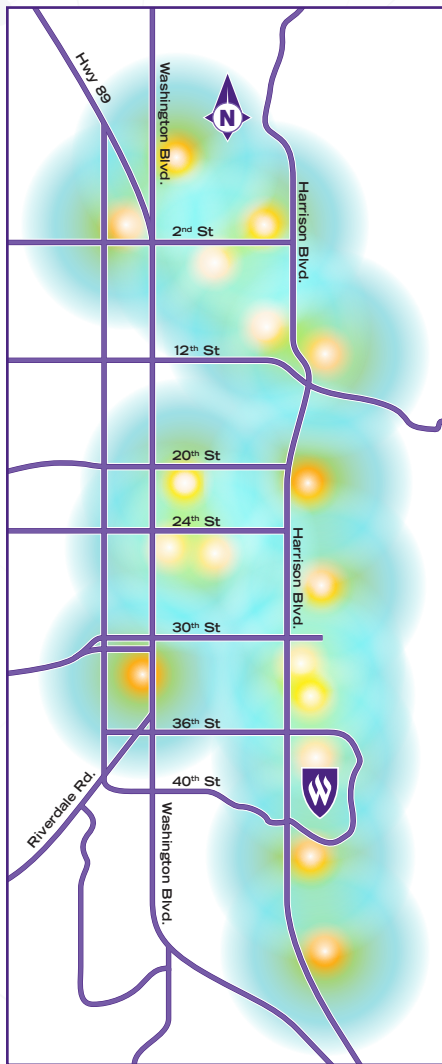 Hwy 89
Washington Blvd.
N
Harrison Blvd.
2nd St
12th St
20th St
24th St
Harrison Blvd.
30th St
36th St
Riverdale Rd.
40th St
Washington Blvd.
W